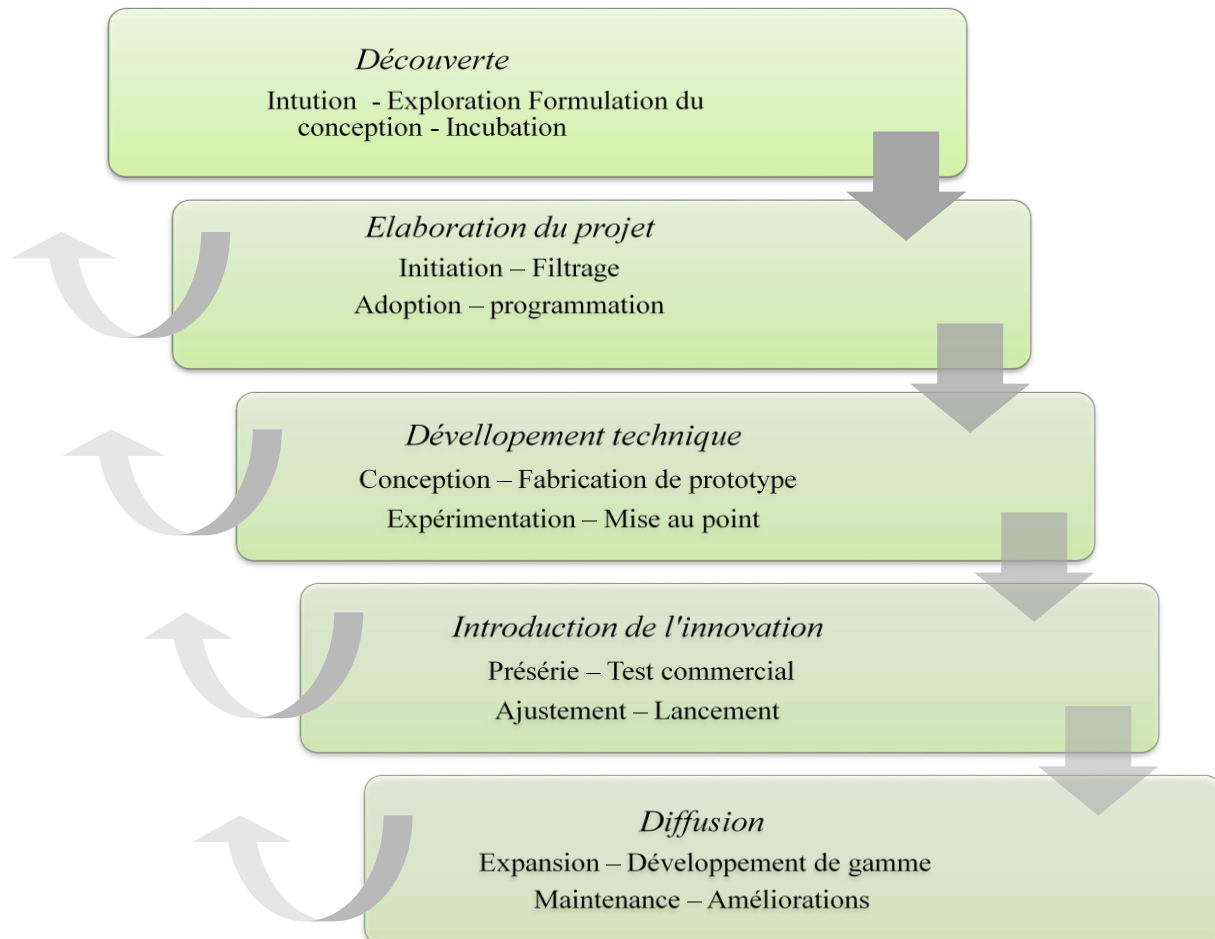 Découverte
Intution - Exploration Formulation du
conception - Incubation
Elaboration du projet
Initiation – Filtrage
Adoption – programmation
Dévellopement technique
Conception – Fabrication de prototype
Expérimentation – Mise au point
Introduction de l'innovation
Présérie – Test commercial
Ajustement – Lancement
Diffusion
Expansion – Développement de gamme
Maintenance – Améliorations